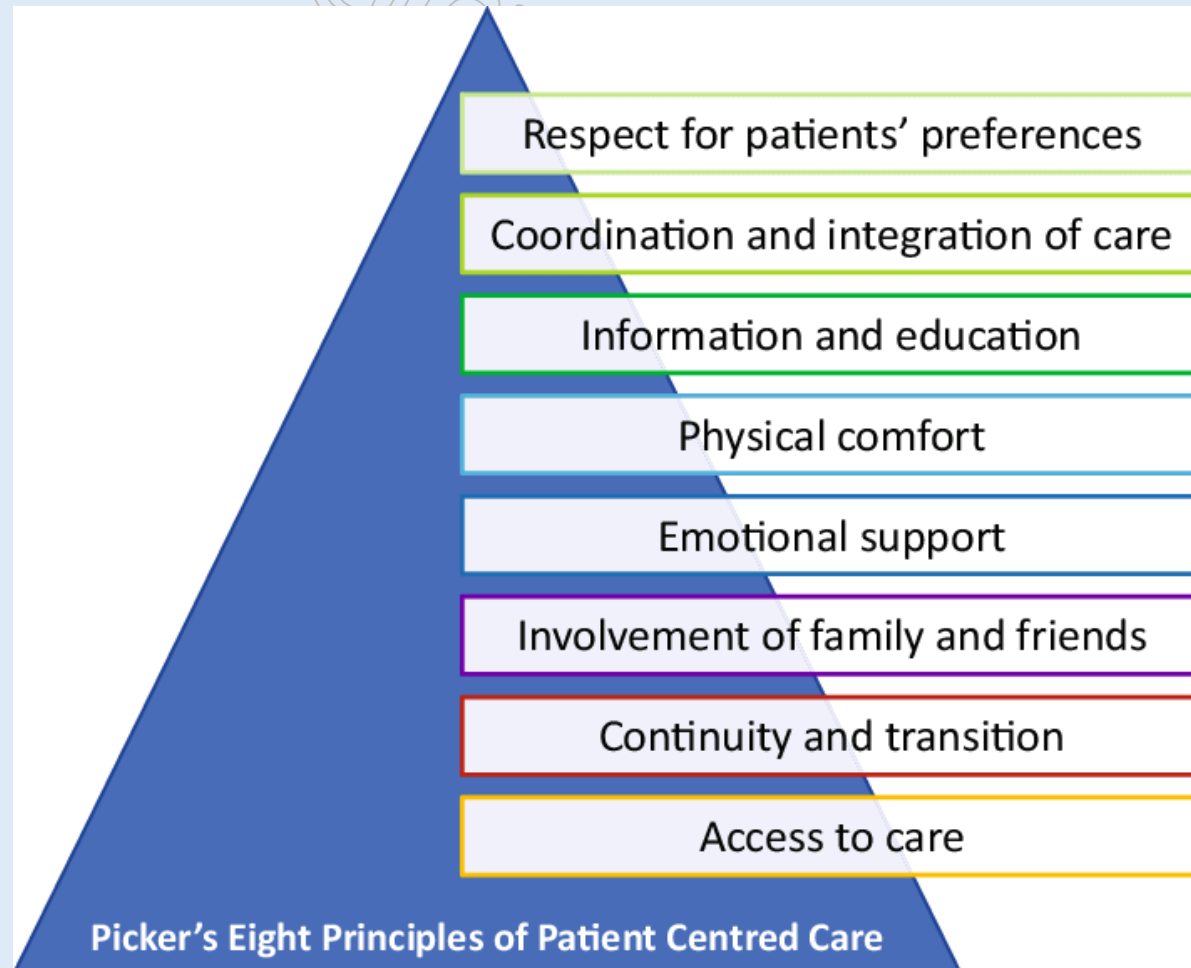 Respect for patients’ preferences
Coordination and integration of care
Information and education
Physical comfort
Emotional support
Involvement of family and friends
Continuity and transition
Access to care
Picker’s Eight Principles of Patient Centred Care